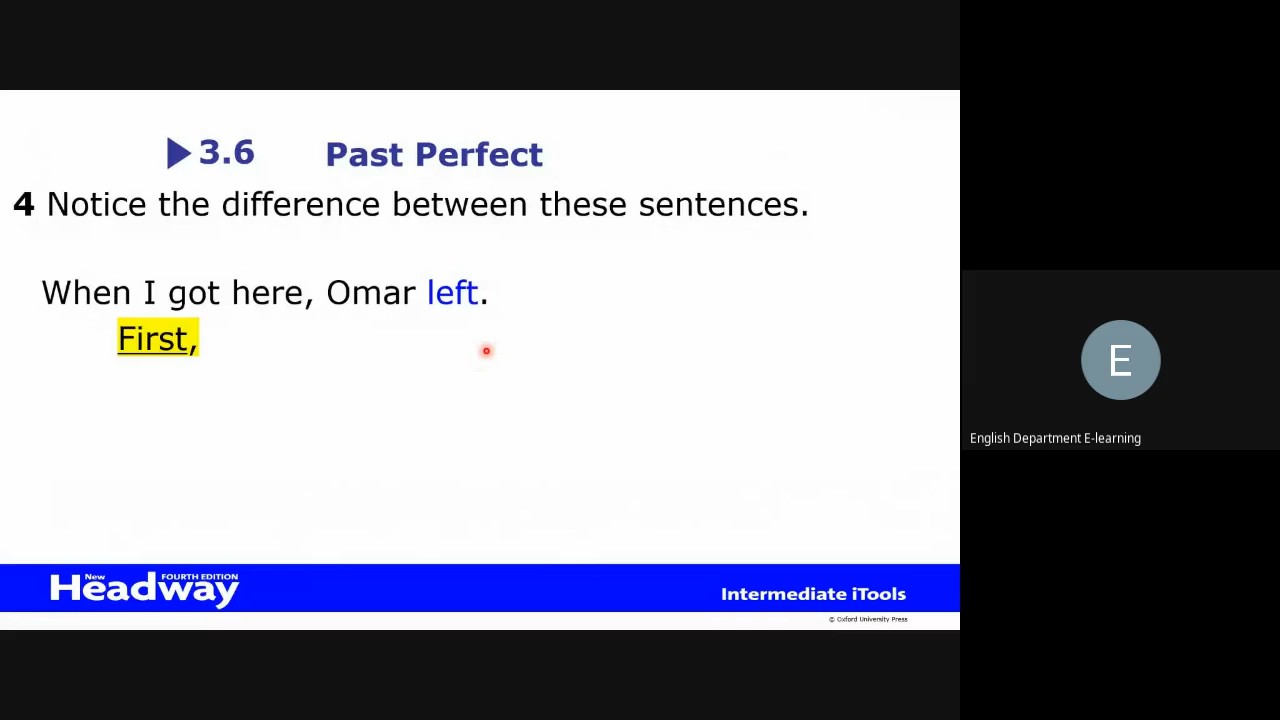 3.6 Past Perfect
4 Notice the difference between these sentences.
When I got here, Omar left.
First,
E
English Department E-learning
New Headway FOURTH EDITION
Intermediate iTools
© Oxford University Press